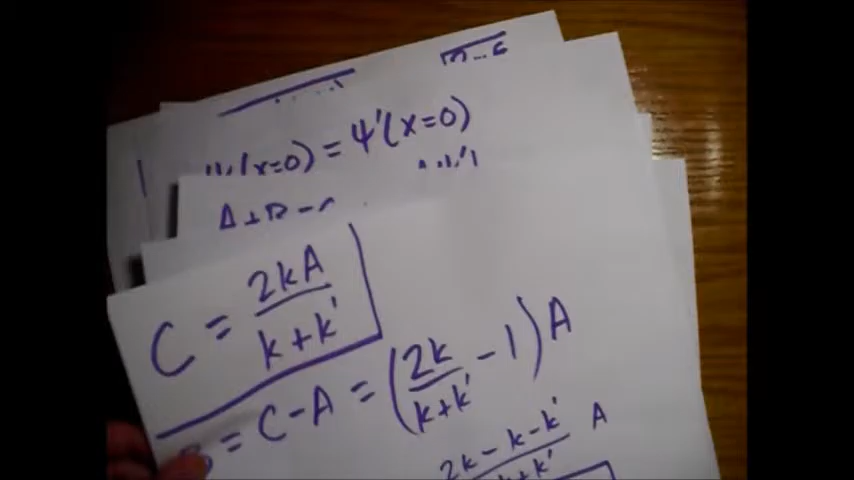 (x=0) = ψ'(x=0)
A+B=C
C = 2kA / k+k'
B = C-A = (2k / k+k' - 1) A
2k-k-k' / k+k' A